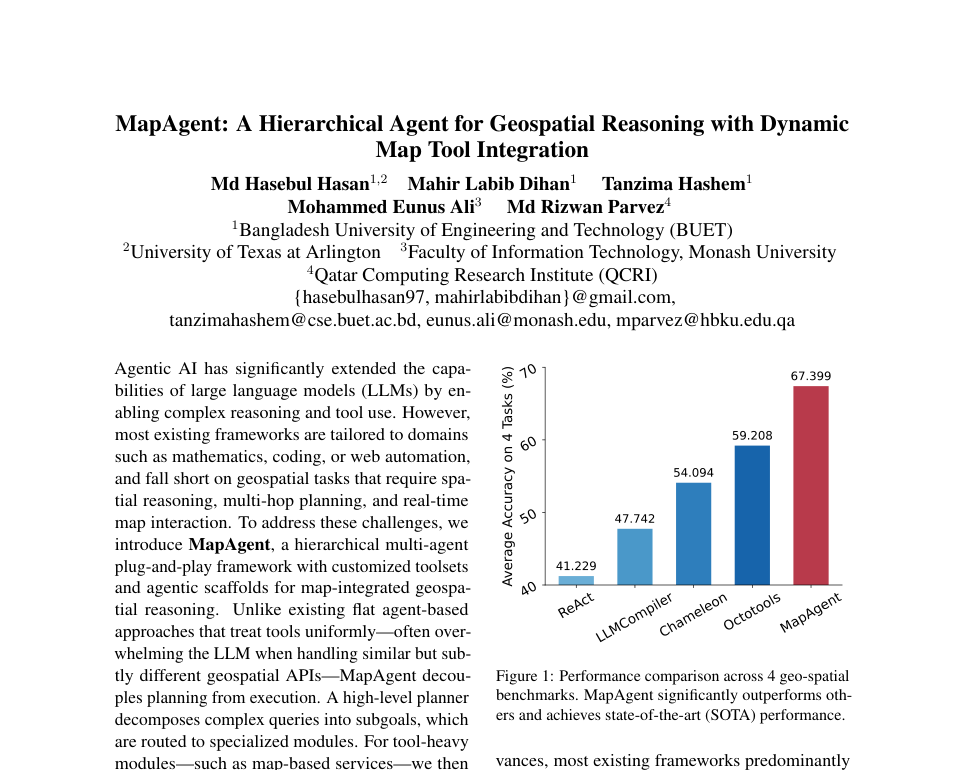 MapAgent: A Hierarchical Agent for Geospatial Reasoning with Dynamic
Map Tool Integration
Md Hasebul Hasan1,2 Mahir Labib Dihan1 Tanzima Hashem1
Mohammed Eunus Ali3 Md Rizwan Parvez4
1Bangladesh University of Engineering and Technology (BUET)
2University of Texas at Arlington 3Faculty of Information Technology, Monash University
4Qatar Computing Research Institute (QCRI)
{hasebulhasan97, mahirlabibdihan}@gmail.com,
tanzimahashem@cse.buet.ac.bd, eunus.ali@monash.edu, mparvez@hbku.edu.qa
Agentic AI has significantly extended the capa-
bilities of large language models (LLMs) by en-
abling complex reasoning and tool use. However,
most existing frameworks are tailored to domains
such as mathematics, coding, or web automation,
and fall short on geospatial tasks that require spa-
tial reasoning, multi-hop planning, and real-time
map interaction. To address these challenges, we
introduce MapAgent, a hierarchical multi-agent
plug-and-play framework with customized toolsets
and agentic scaffolds for map-integrated geospa-
tial reasoning. Unlike existing flat agent-based
approaches that treat tools uniformly—often over-
whelming the LLM when handling similar but sub-
tly different geospatial APIs—MapAgent decou-
ples planning from execution. A high-level planner
decomposes complex queries into subgoals, which
are routed to specialized modules. For tool-heavy
modules—such as map-based services—we then
Average Accuracy on 4 Tasks (%)
70
60
50
40
41.229
47.742
54.094
59.208
67.399
ReAct
LLMCompiler
Chameleon
Octotools
MapAgent
Figure 1: Performance comparison across 4 geo-spatial
benchmarks. MapAgent significantly outperforms oth-
ers and achieves state-of-the-art (SOTA) performance.
vances, most existing frameworks predominantly